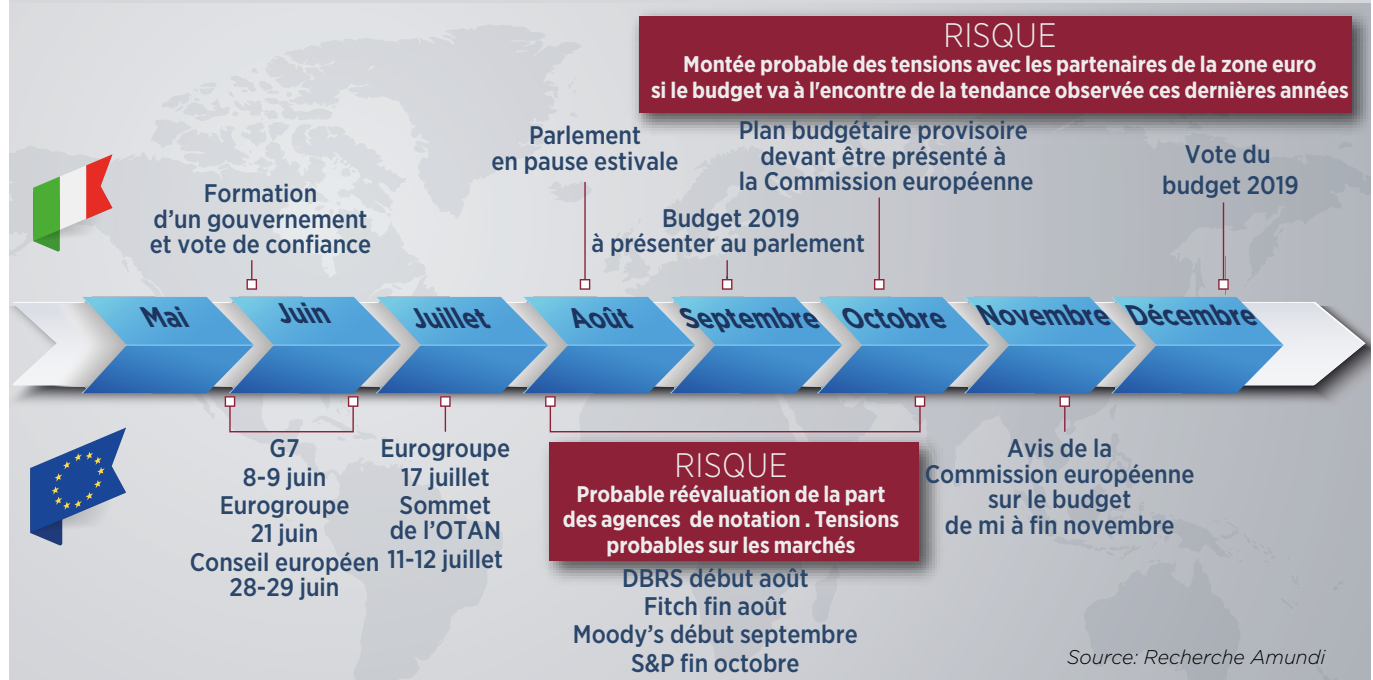 RISQUE
Montée probable des tensions avec les partenaires de la zone euro
si le budget va à l'encontre de la tendance observée ces dernières années
Formation
d'un gouvernement
et vote de confiance
Parlement
en pause estivale
Budget 2019
à présenter au parlement
Plan budgétaire provisoire
devant être présenté à
la Commission européenne
Vote du
budget 2019
Mai
Juin
Juillet
Août
Septembre
Octobre
Novembre
Décembre
G7
8-9 juin
Eurogroupe
21 juin
Conseil européen
28-29 juin
Eurogroupe
17 juillet
Sommet
de l'OTAN
11-12 juillet
RISQUE
Probable réévaluation de la part
des agences de notation . Tensions
probables sur les marchés
DBRS début août
Fitch fin août
Moody's début septembre
S&P fin octobre
Avis de la
Commission européenne
sur le budget
de mi à fin novembre
Source: Recherche Amundi